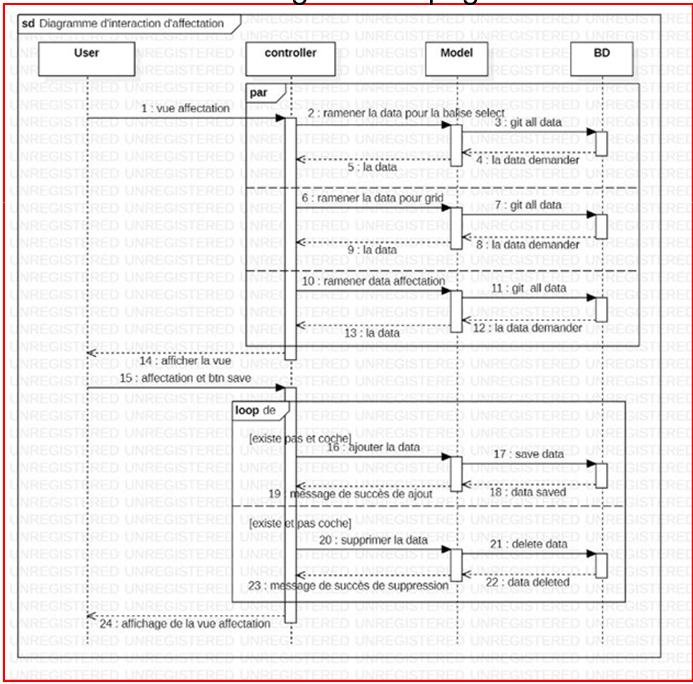 sd Diagramme d'interaction d'affectation
User
controller
Model
BD
par
1 : vue affectation
2 : ramener la data pour la balise select
3 : git all data
4 : la data demander
5 : la data
6 : ramener la data pour grid
7 : git all data
8 : la data demander
9 : la data
10 : ramener data affectation
11 : git all data
12 : la data demander
13 : la data
14 : afficher la vue
15 : affectation et btn save
loop de
[existe pas et coche]
16 : ajouter la data
17 : save data
18 : data saved
19 : message de succès de ajout
[existe et pas coche]
20 : supprimer la data
21 : delete data
22 : data deleted
23 : message de succès de suppression
24 : affichage de la vue affectation
UNREGISTERED